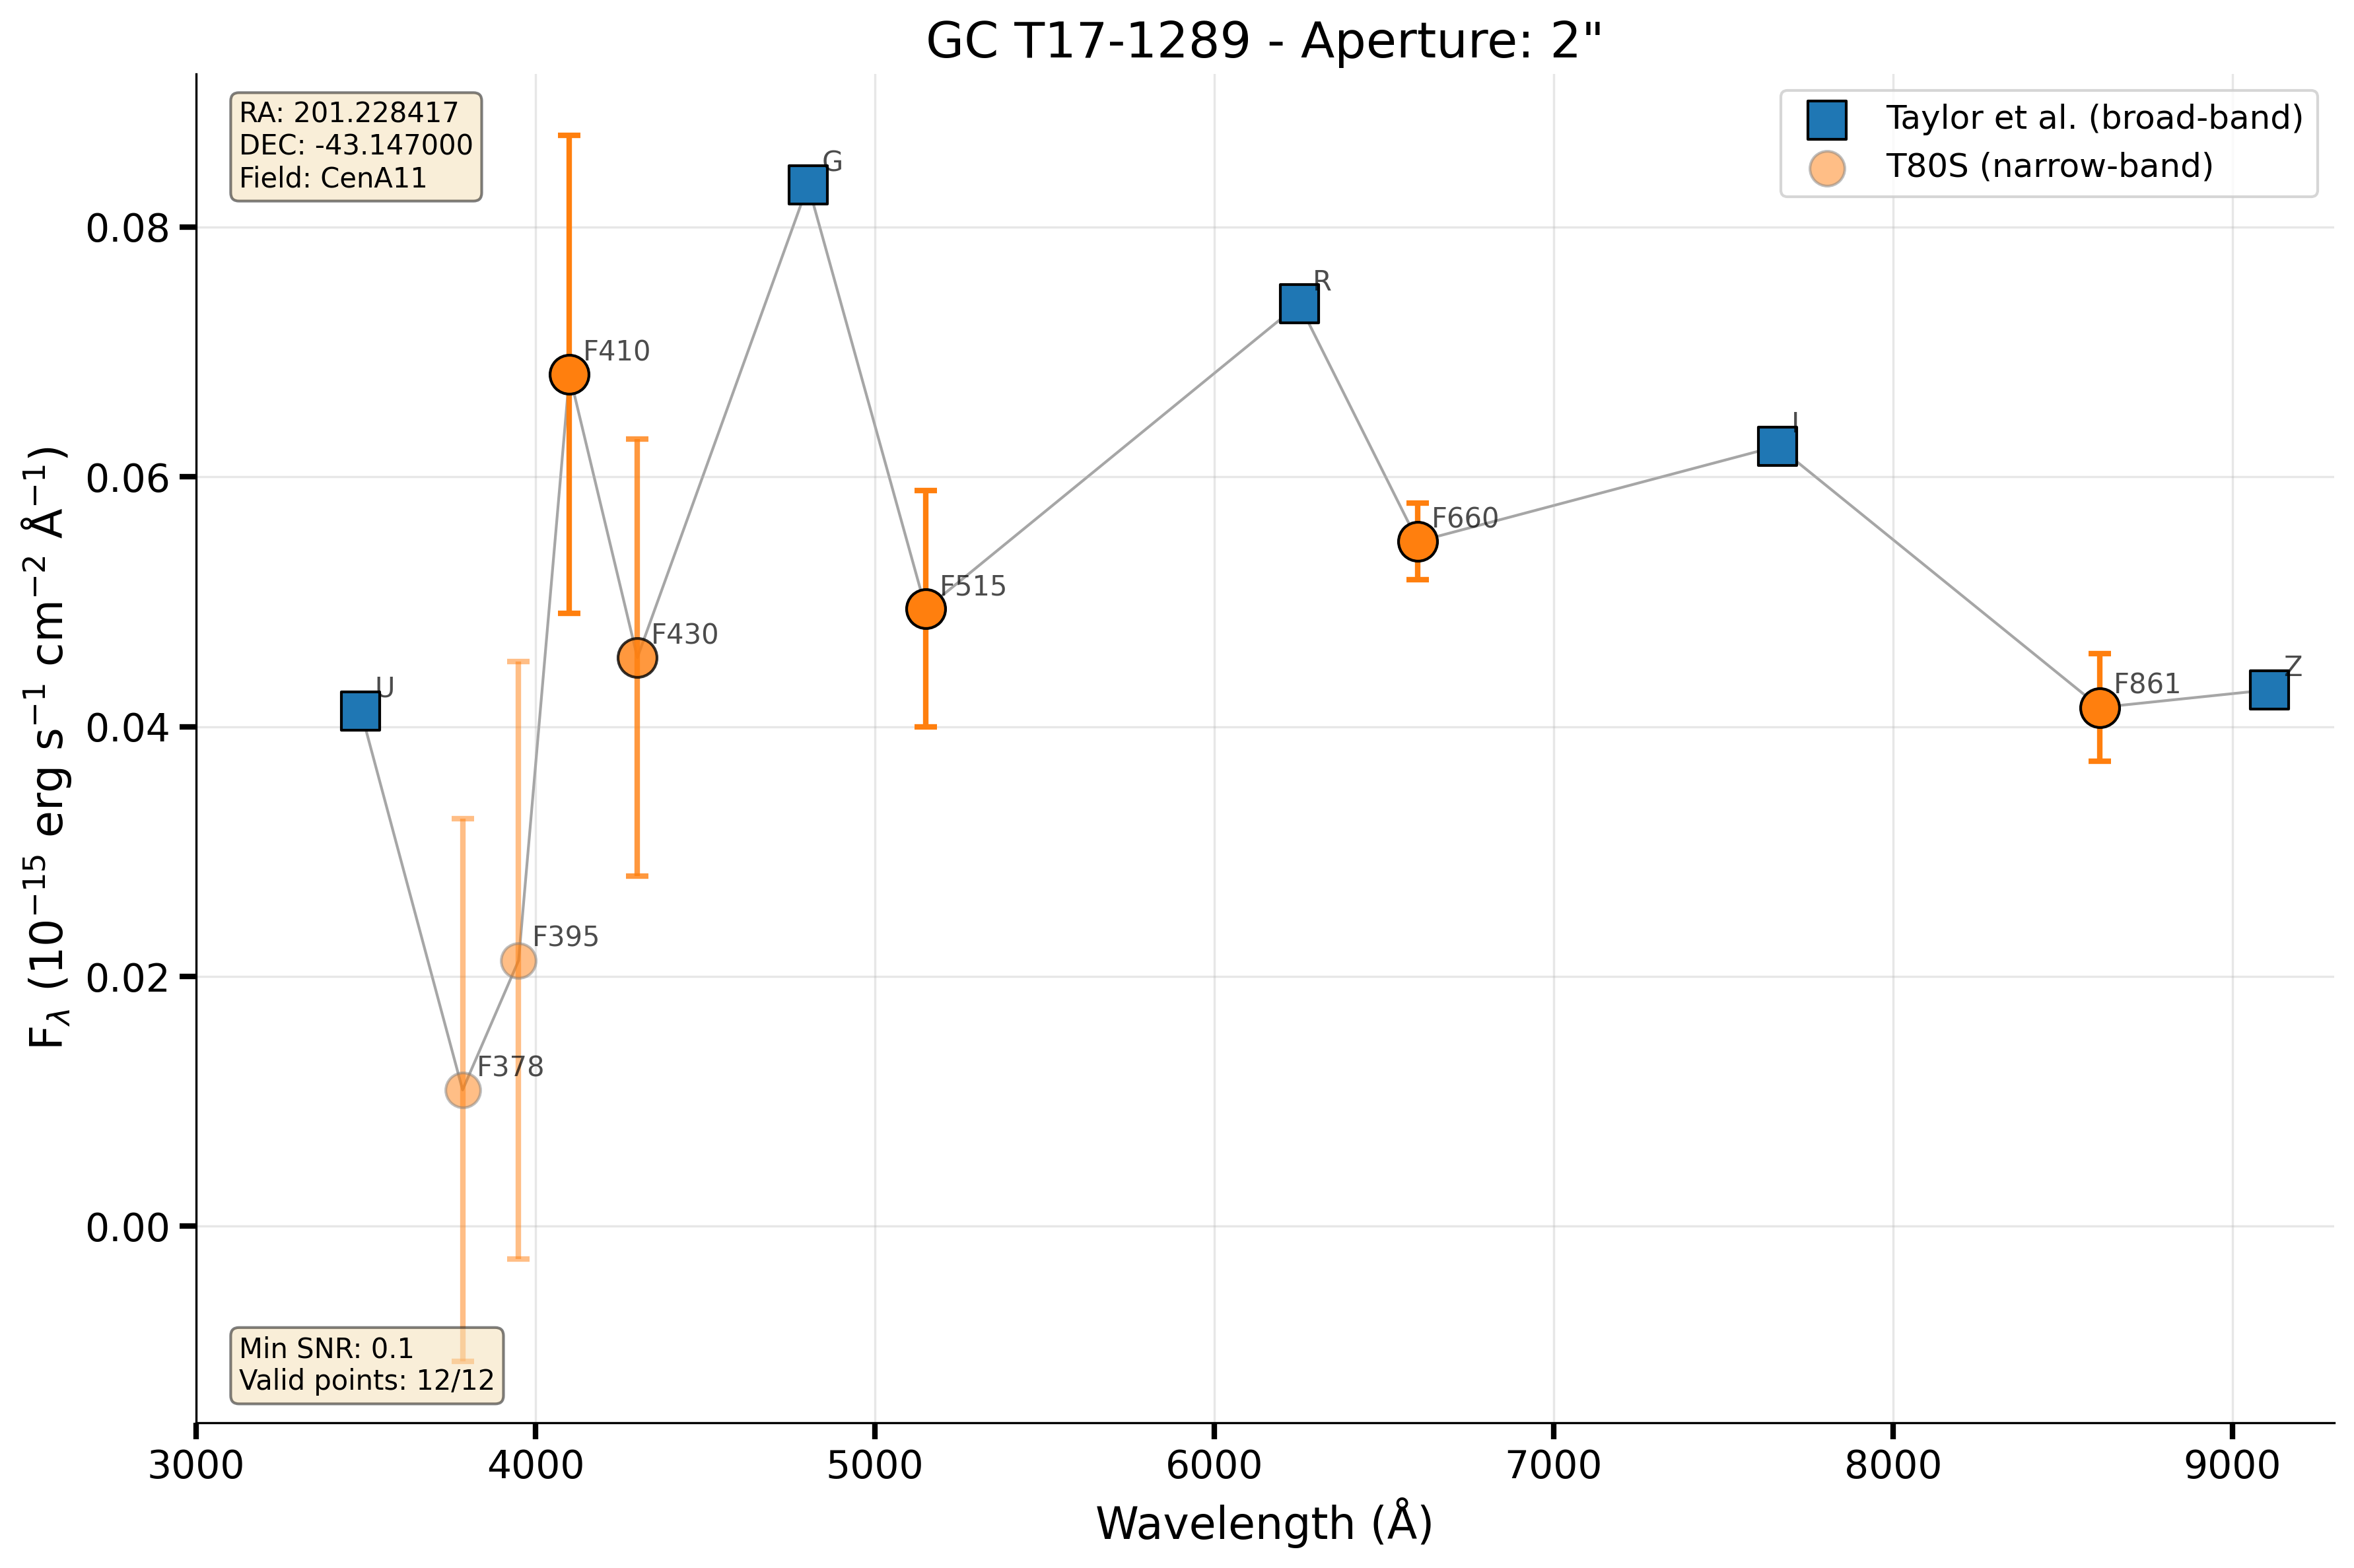 GC T17-1289 - Aperture: 2"
RA: 201.228417
DEC: -43.147000
Field: CenA11
Taylor et al. (broad-band)
T80S (narrow-band)
G
R
F410
I
F430
F660
F515
U
Z
F861
F395
F378
Min SNR: 0.1
Valid points: 12/12
0.08
0.06
0.04
0.02
0.00
F_λ (10⁻¹⁵ erg s⁻¹ cm⁻² Å⁻¹)
3000 4000 5000 6000 7000 8000 9000
Wavelength (Å)